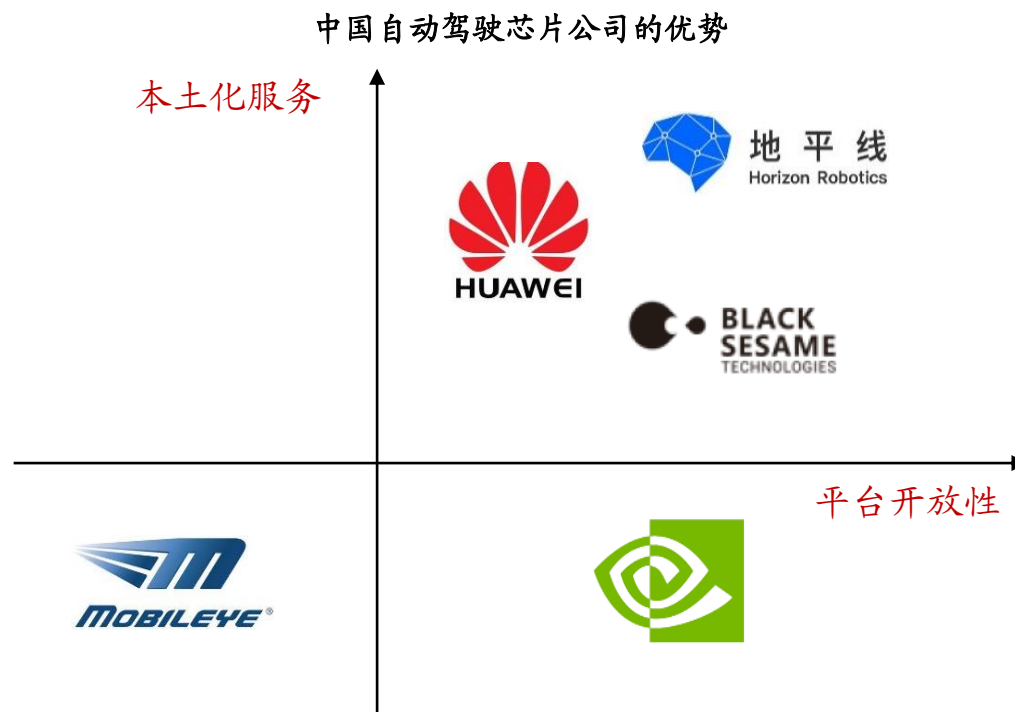 中国自动驾驶芯片公司的优势
本土化服务
地平线
Horizon Robotics
HUAWEI
BLACK
SESAME
TECHNOLOGIES
平台开放性
MOBILEYE®